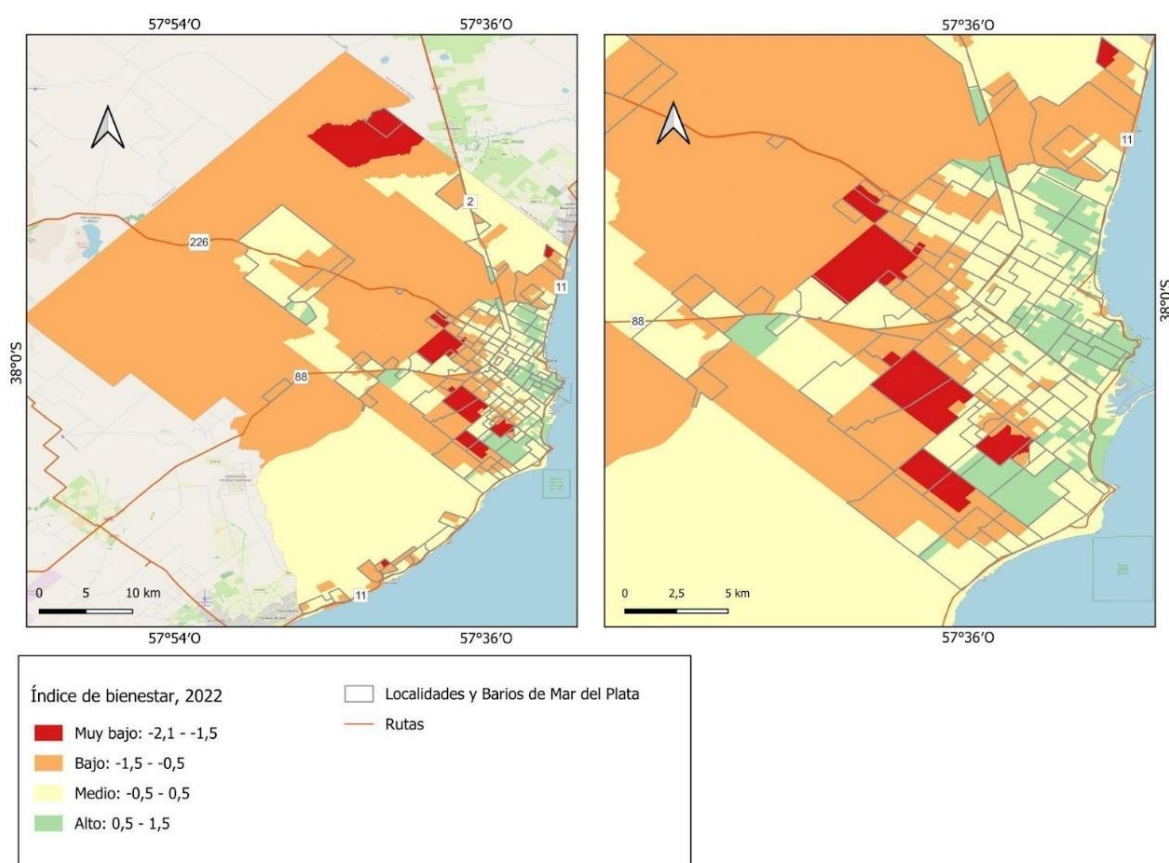 57°54′O
57°36′O
57°36′O
2
226
11
88
11
38°0′S
0
5
10 km
57°54′O
57°36′O
11
88
38°0′S
0
2,5
5 km
57°36′O
Índice de bienestar, 2022
Muy bajo: -2,1 - -1,5
Bajo: -1,5 - -0,5
Medio: -0,5 - 0,5
Alto: 0,5 - 1,5
Localidades y Barios de Mar del Plata
Rutas